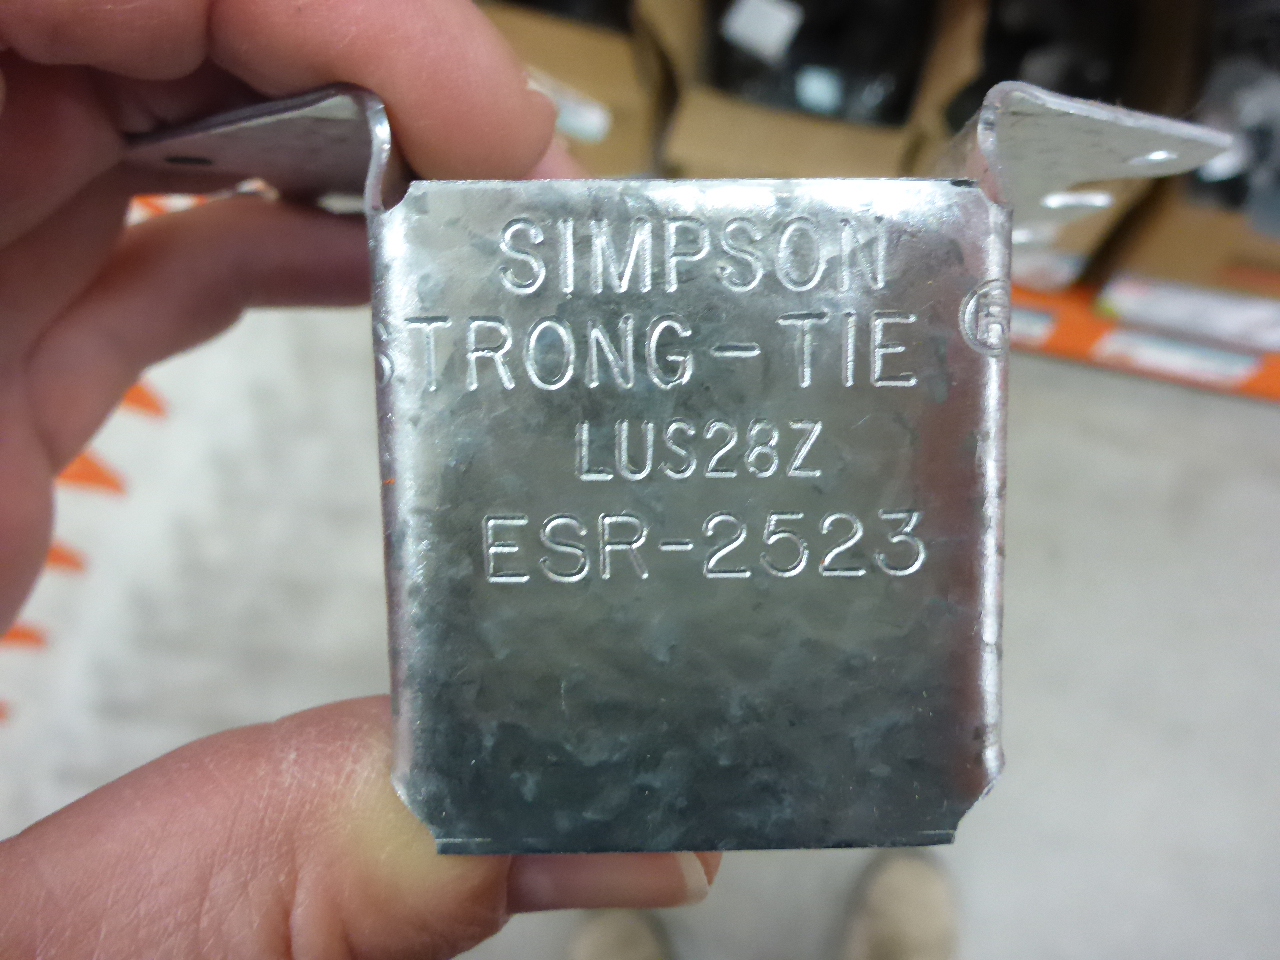 SIMPSON
STRONG-TIE ®
LUS28Z
ESR-2523